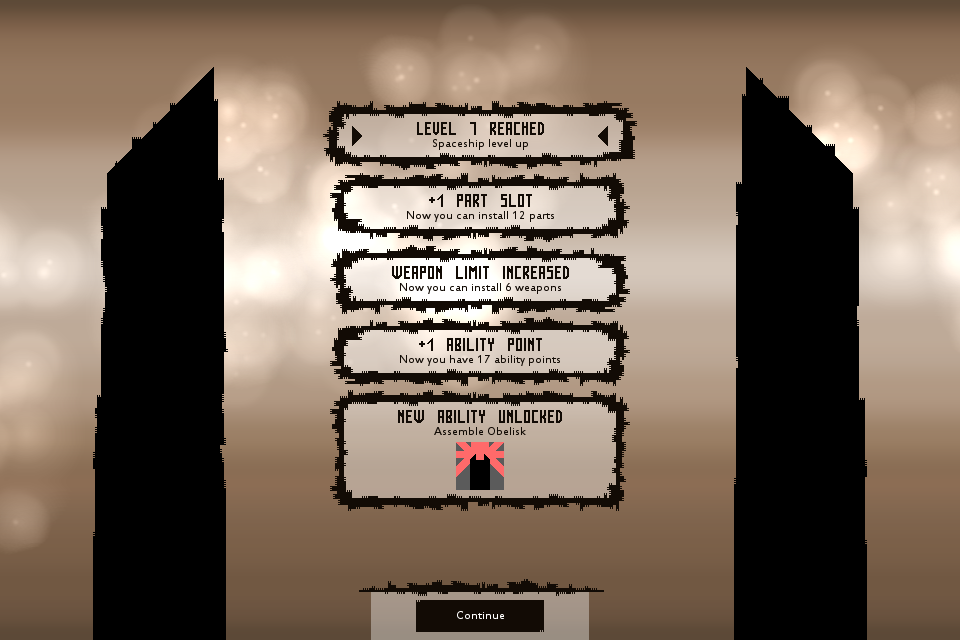 LEVEL 7 REACHED
Spaceship level up
+1 PART SLOT
Now you can install 12 parts
WEAPON LIMIT INCREASED
Now you can install 6 weapons
+1 ABILITY POINT
Now you have 17 ability points
NEW ABILITY UNLOCKED
Assemble Obelisk
Continue